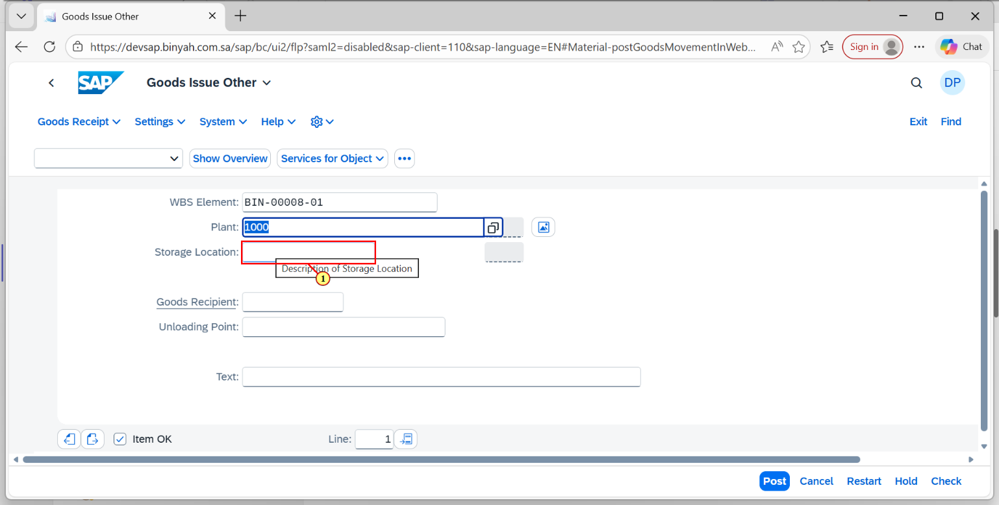 Goods Issue Other
https://devsap.binyah.com.sa/sap/bc/ui2/flp?saml2=disabled&sap-client=110&sap-language=EN#Material-postGoodsMovementInWeb...
Sign in
Chat
SAP
Goods Issue Other
DP
Goods Receipt
Settings
System
Help
Exit
Find
Show Overview
Services for Object
WBS Element: BIN-00008-01
Plant: 1000
Storage Location:
Description of Storage Location
1
Goods Recipient:
Unloading Point:
Text:
Item OK
Line: 1
Post
Cancel
Restart
Hold
Check